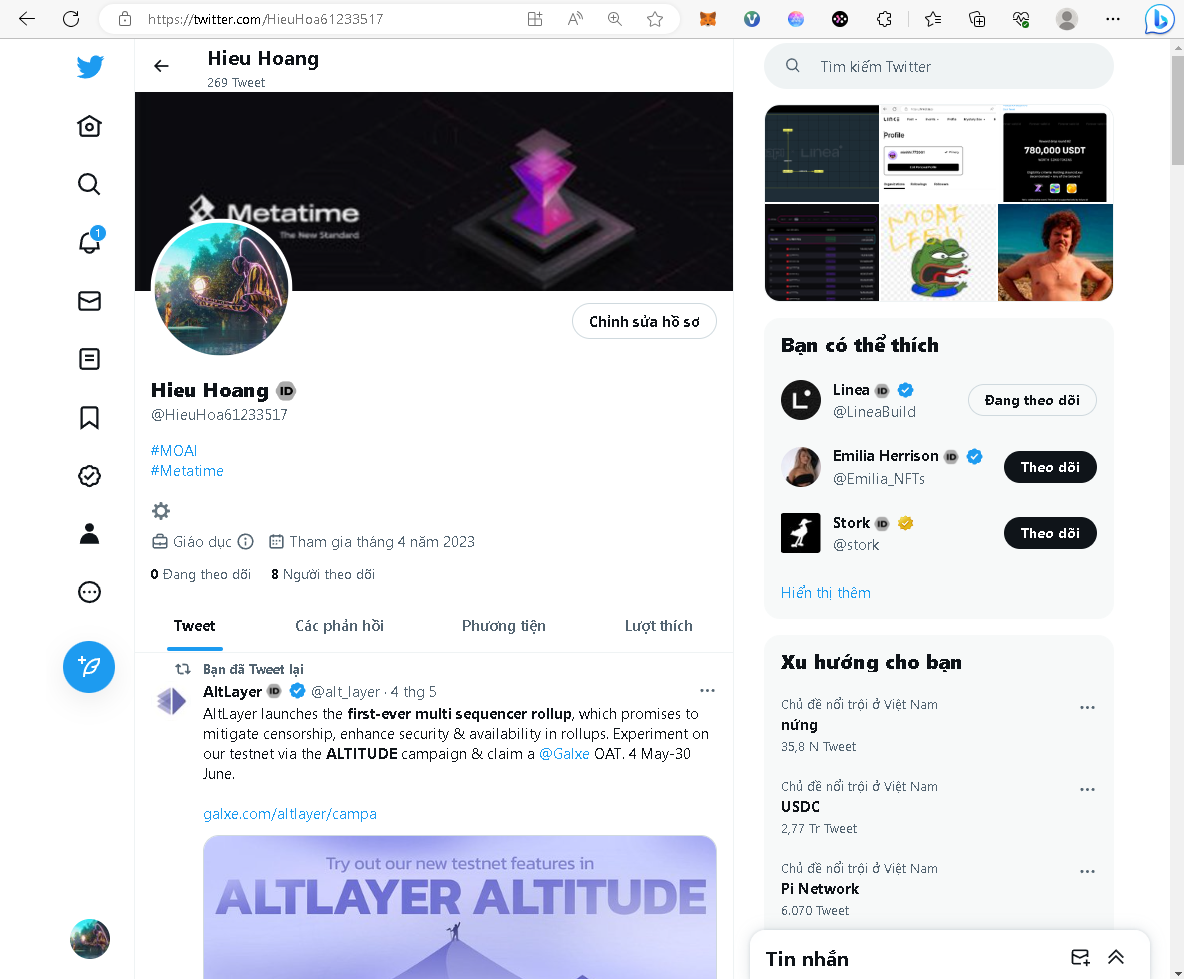 https://twitter.com/HieuHoa61233517
Hieu Hoang
269 Tweet
Metatime
The New Standard
Chỉnh sửa hồ sơ
Hieu Hoang ID
@HieuHoa61233517
#MOAI
#Metatime
Giáo dục
Tham gia tháng 4 năm 2023
0 Đang theo dõi
8 Người theo dõi
Tweet
Các phản hồi
Phương tiện
Lượt thích
Bạn đã Tweet lại
AltLayer ID @alt_layer · 4 thg 5
AltLayer launches the first-ever multi sequencer rollup, which promises to
mitigate censorship, enhance security & availability in rollups. Experiment on
our testnet via the ALTITUDE campaign & claim a @Galxe OAT. 4 May-30
June.
galxe.com/altlayer/campa
Try out our new testnet features in
ALTLAYER ALTITUDE
1
Tìm kiếm Twitter
Linea
LINEA
Profile
780,000 USDT
MOAI
Bạn có thể thích
Linea ID
@LineaBuild
Đang theo dõi
Emilia Herrison ID
@Emilia_NFTs
Theo dõi
Stork ID
@stork
Theo dõi
Hiển thị thêm
Xu hướng cho bạn
Chủ đề nổi trội ở Việt Nam
nứng
35,8 N Tweet
Chủ đề nổi trội ở Việt Nam
USDC
2,77 Tr Tweet
Chủ đề nổi trội ở Việt Nam
Pi Network
6.070 Tweet
Tin nhắn